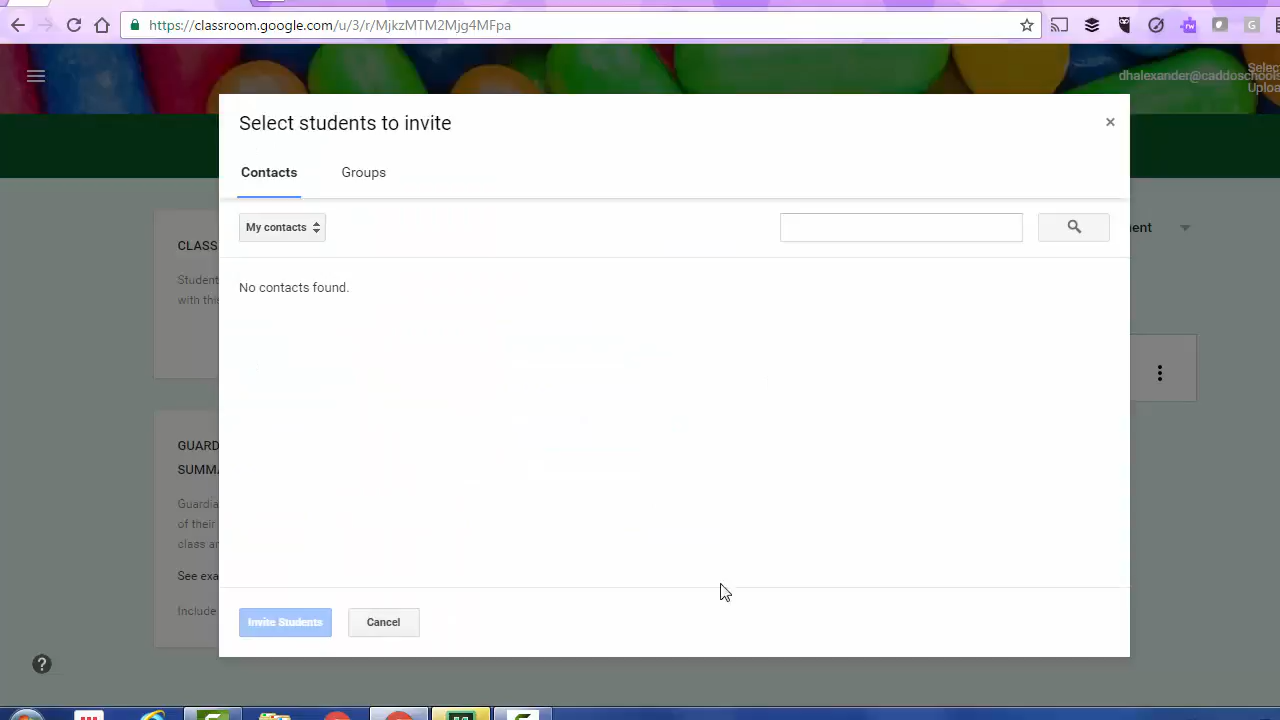 https://classroom.google.com/u/3/r/MjkzMTM2Mjg4MFpa
dhalexander@caddoschools
Select
Uploa
Select students to invite
×
Contacts
Groups
My contacts
ent
CLASS
Student
with this
No contacts found.
GUARD
SUMMA
Guardia
of their
class an
See exa
Include
Invite Students
Cancel
?